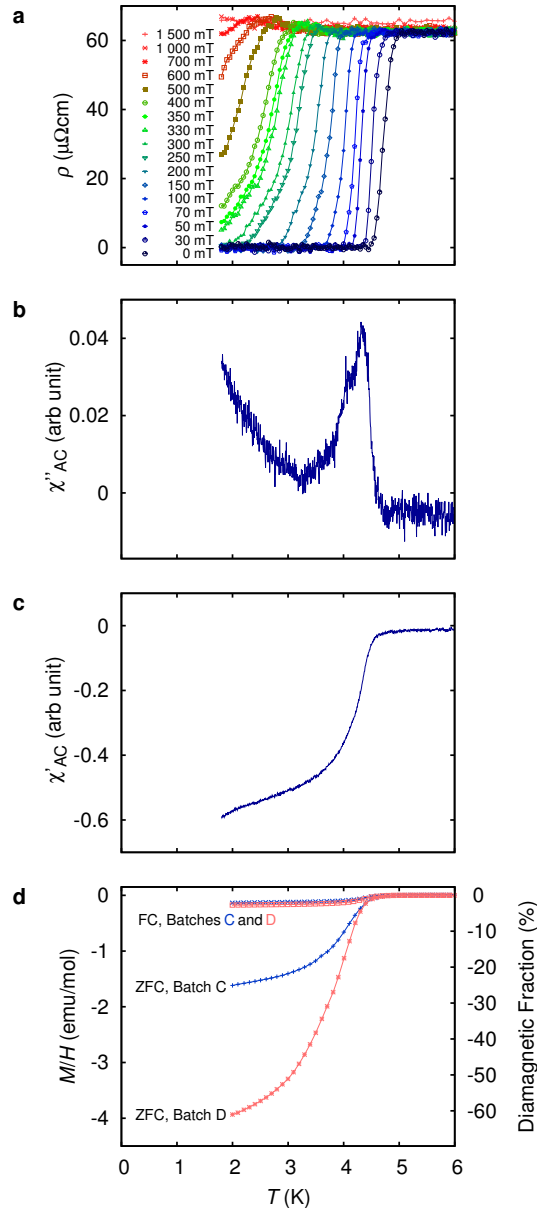 a
60
40
20
0
ρ (μΩcm)
1 500 mT
1 000 mT
700 mT
600 mT
500 mT
400 mT
350 mT
330 mT
300 mT
250 mT
200 mT
150 mT
100 mT
70 mT
50 mT
30 mT
0 mT
b
0.04
0.02
0
χ''AC (arb unit)
c
0
-0.2
-0.4
-0.6
χ'AC (arb unit)
d
0
-1
-2
-3
-4
M/H (emu/mol)
FC, Batches C and D
ZFC, Batch C
ZFC, Batch D
0
-10
-20
-30
-40
-50
-60
Diamagnetic Fraction (%)
0 1 2 3 4 5 6
T (K)